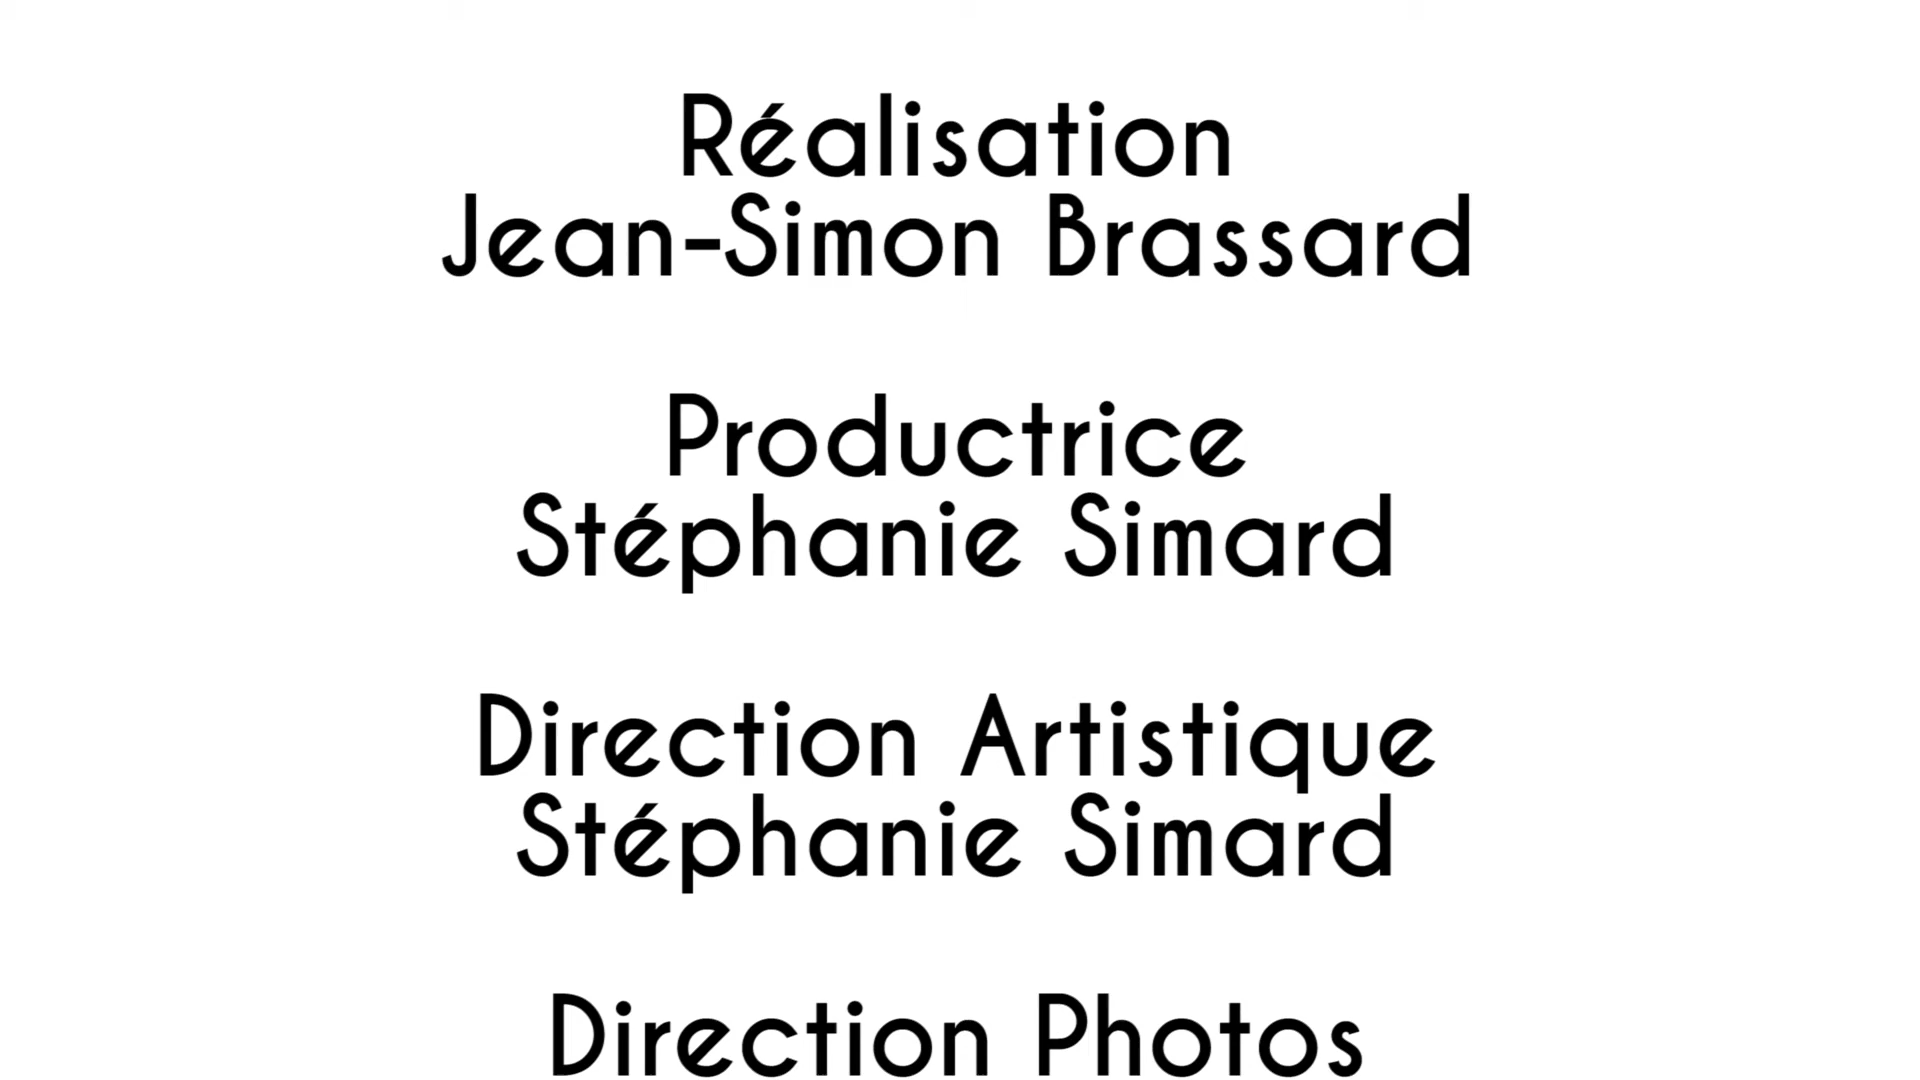 Réalisation
Jean-Simon Brassard
Productrice
Stéphanie Simard
Direction Artistique
Stéphanie Simard
Direction Photos